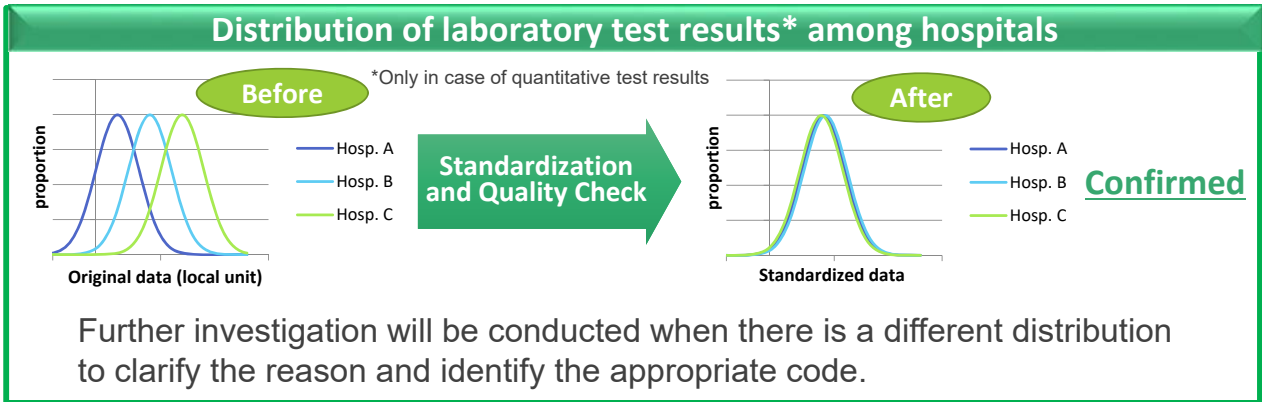 Distribution of laboratory test results* among hospitals
*Only in case of quantitative test results
Before
proportion
Hosp. A
Hosp. B
Hosp. C
Original data (local unit)
Standardization
and Quality Check
After
proportion
Hosp. A
Hosp. B
Hosp. C
Standardized data
Confirmed
Further investigation will be conducted when there is a different distribution
to clarify the reason and identify the appropriate code.